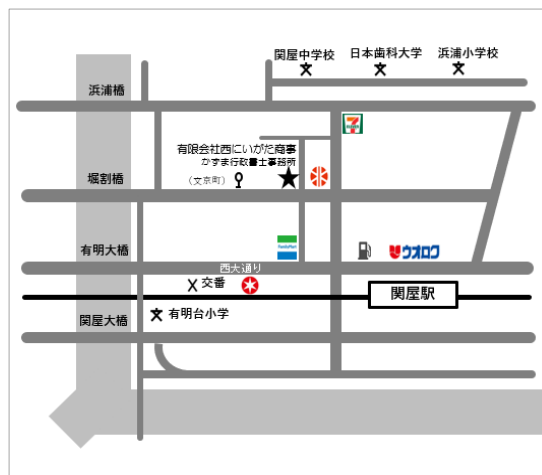 関屋中学校
日本歯科大学
浜浦小学校
浜浦橋
有限会社西にいがた商事
かずま行政書士事務所
堀割橋
(文京町)
有明大橋
FamilyMart
ウオロク
西大通り
交番
関屋駅
関屋大橋
有明台小学